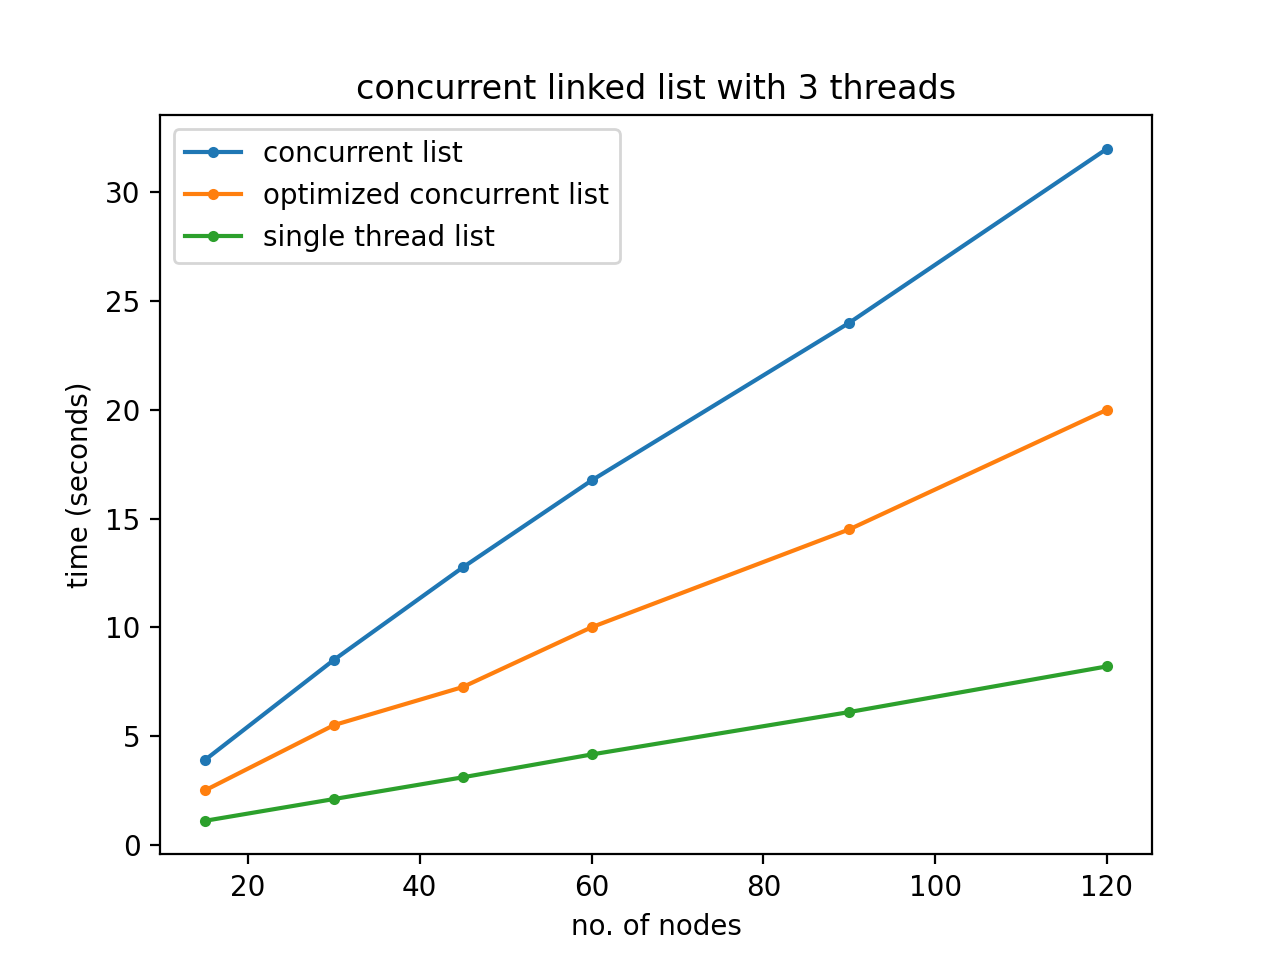 concurrent linked list with 3 threads
concurrent list
optimized concurrent list
single thread list
30
25
20
15
10
5
0
time (seconds)
20 40 60 80 100 120
no. of nodes